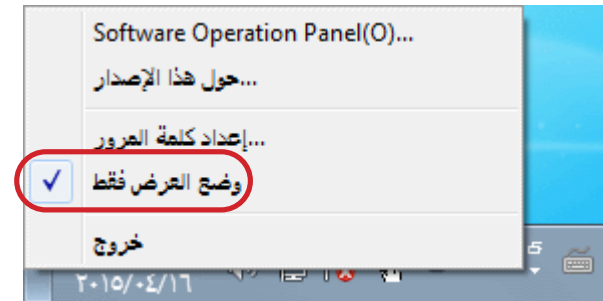 Software Operation Panel(O)...
حول هذا الإصدار...
إعداد كلمة المرور...
وضع العرض فقط
خروج
٢٠١٥/٠٤/١٦